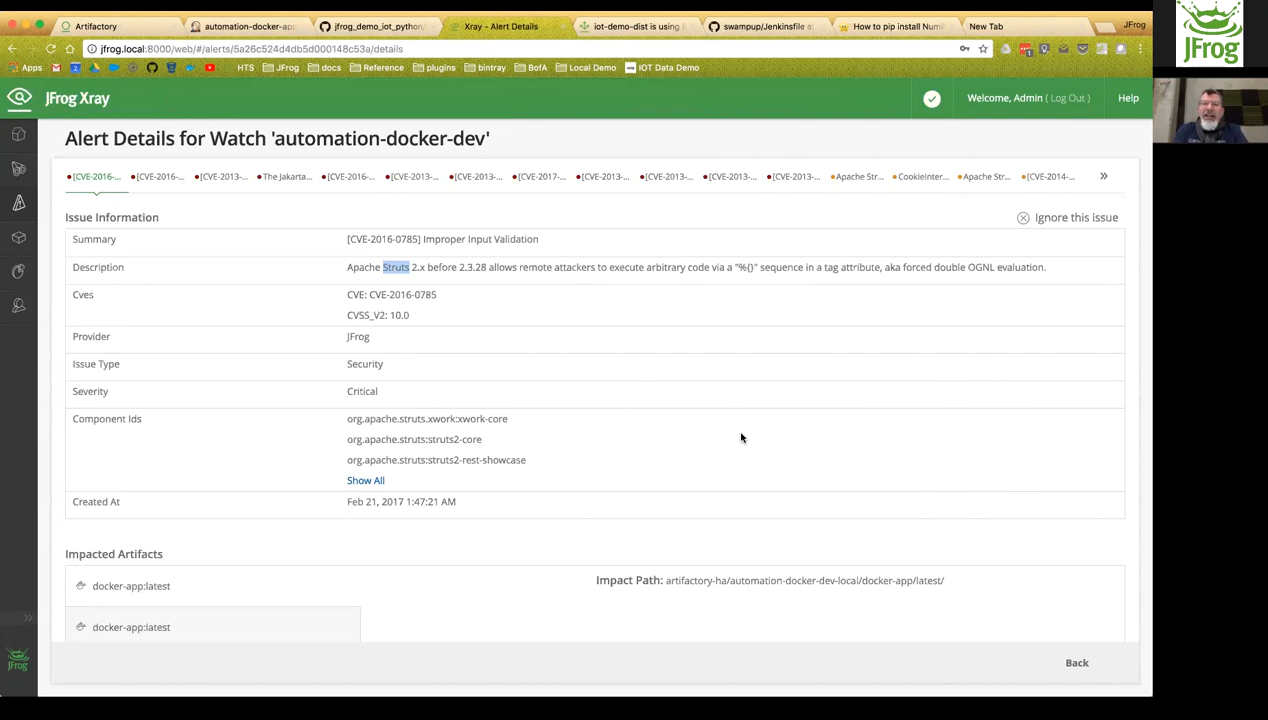 Artifactory
automation-docker-app
jfrog_demo_iot_python/
Xray - Alert Details
iot-demo-dist is using
swampup/Jenkinsfile
How to pip install Num
New Tab
JFrog
jfrog.local:8000/web/#/alerts/5a26c524d4db5d000148c53a/details
Apps
HTS
JFrog
docs
Reference
plugins
bintray
BofA
Local Demo
IOT Data Demo
JFrog
JFrog Xray
Welcome, Admin ( Log Out )
Help
Alert Details for Watch 'automation-docker-dev'
[CVE-2016-...
[CVE-2016-...
[CVE-2013-...
The Jakarta...
[CVE-2016-...
[CVE-2013-...
[CVE-2013-...
[CVE-2017-...
[CVE-2013-...
[CVE-2013-...
[CVE-2013-...
[CVE-2013-...
Apache Str...
CookieInter...
Apache Str...
[CVE-2014-...
»
Issue Information
Ignore this issue
Summary
[CVE-2016-0785] Improper Input Validation
Description
Apache Struts 2.x before 2.3.28 allows remote attackers to execute arbitrary code via a "%{}" sequence in a tag attribute, aka forced double OGNL evaluation.
Cves
CVE: CVE-2016-0785
CVSS_V2: 10.0
Provider
JFrog
Issue Type
Security
Severity
Critical
Component Ids
org.apache.struts.xwork:xwork-core
org.apache.struts:struts2-core
org.apache.struts:struts2-rest-showcase
Show All
Created At
Feb 21, 2017 1:47:21 AM
Impacted Artifacts
docker-app:latest
Impact Path: artifactory-ha/automation-docker-dev-local/docker-app/latest/
docker-app:latest
JFrog
Back